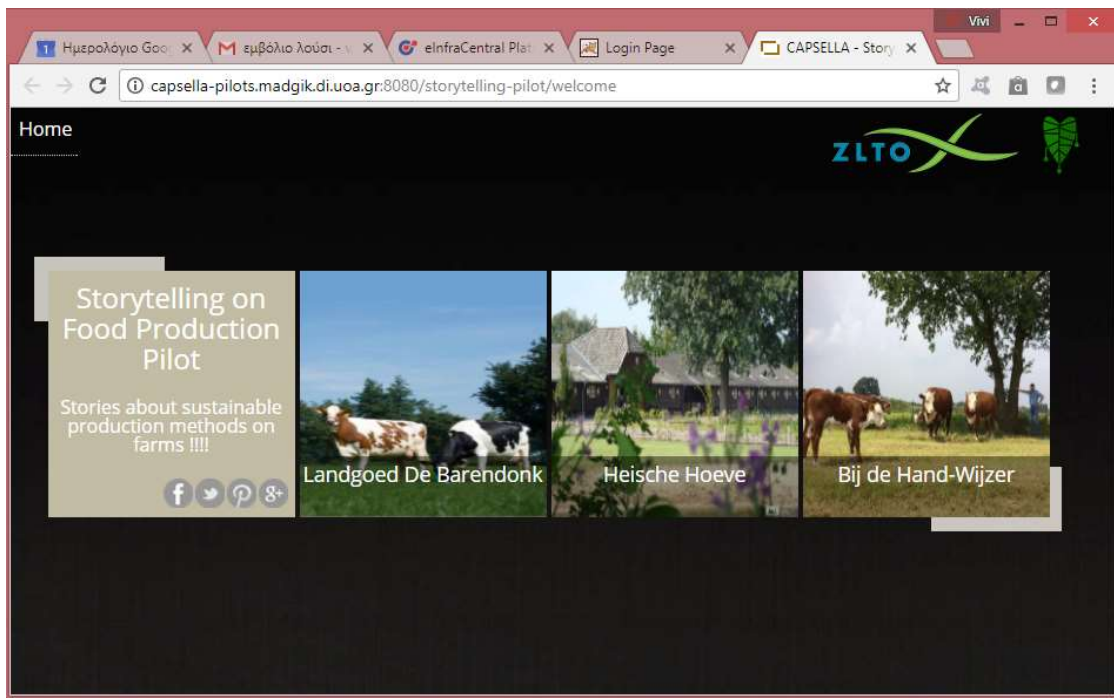 Vivi
Ημερολόγιο Goo
εμβόλιο λούσι -
eInfraCentral Plat
Login Page
CAPSELLA - Story
capsella-pilots.madgik.di.uoa.gr:8080/storytelling-pilot/welcome
Home
ZLTO
Storytelling on
Food Production
Pilot
Stories about sustainable
production methods on
farms !!!!
Landgoed De Barendonk
Heische Hoeve
Bij de Hand-Wijzer